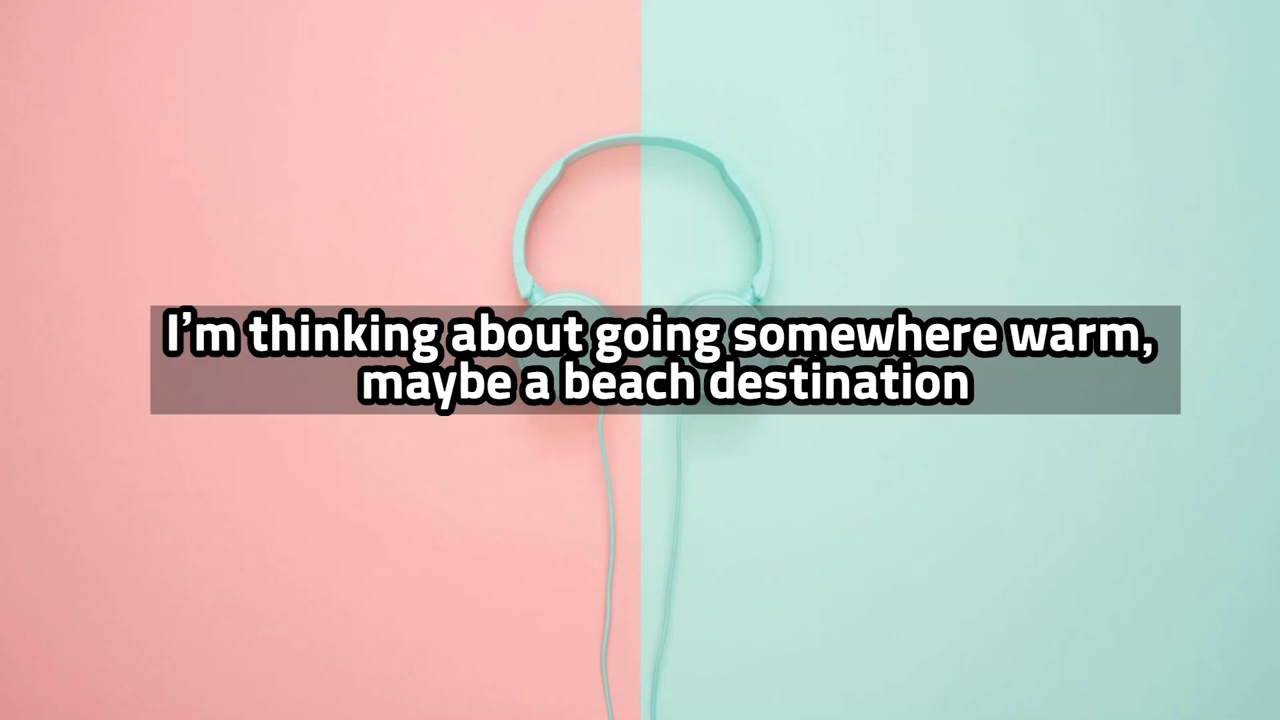 I’m thinking about going somewhere warm,
maybe a beach destination